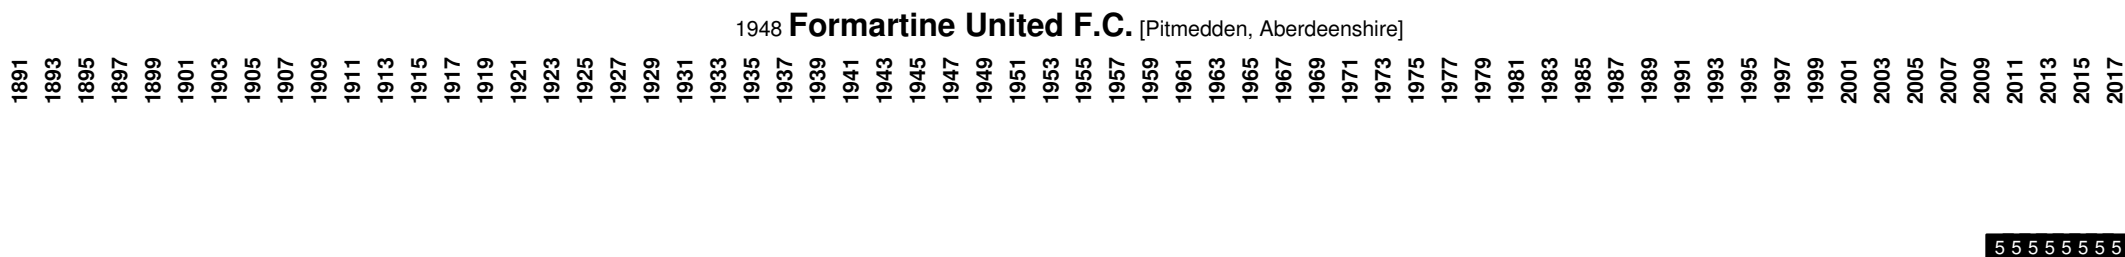 1948 Formartine United F.C. [Pitmedden, Aberdeenshire]
1891 1893 1895 1897 1899 1901 1903 1905 1907 1909 1911 1913 1915 1917 1919 1921 1923 1925 1927 1929 1931 1933 1935 1937 1939 1941 1943 1945 1947 1949 1951 1953 1955 1957 1959 1961 1963 1965 1967 1969 1971 1973 1975 1977 1979 1981 1983 1985 1987 1989 1991 1993 1995 1997 1999 2001 2003 2005 2007 2009 2011 2013 2015 2017
5 5 5 5 5 5 5 5